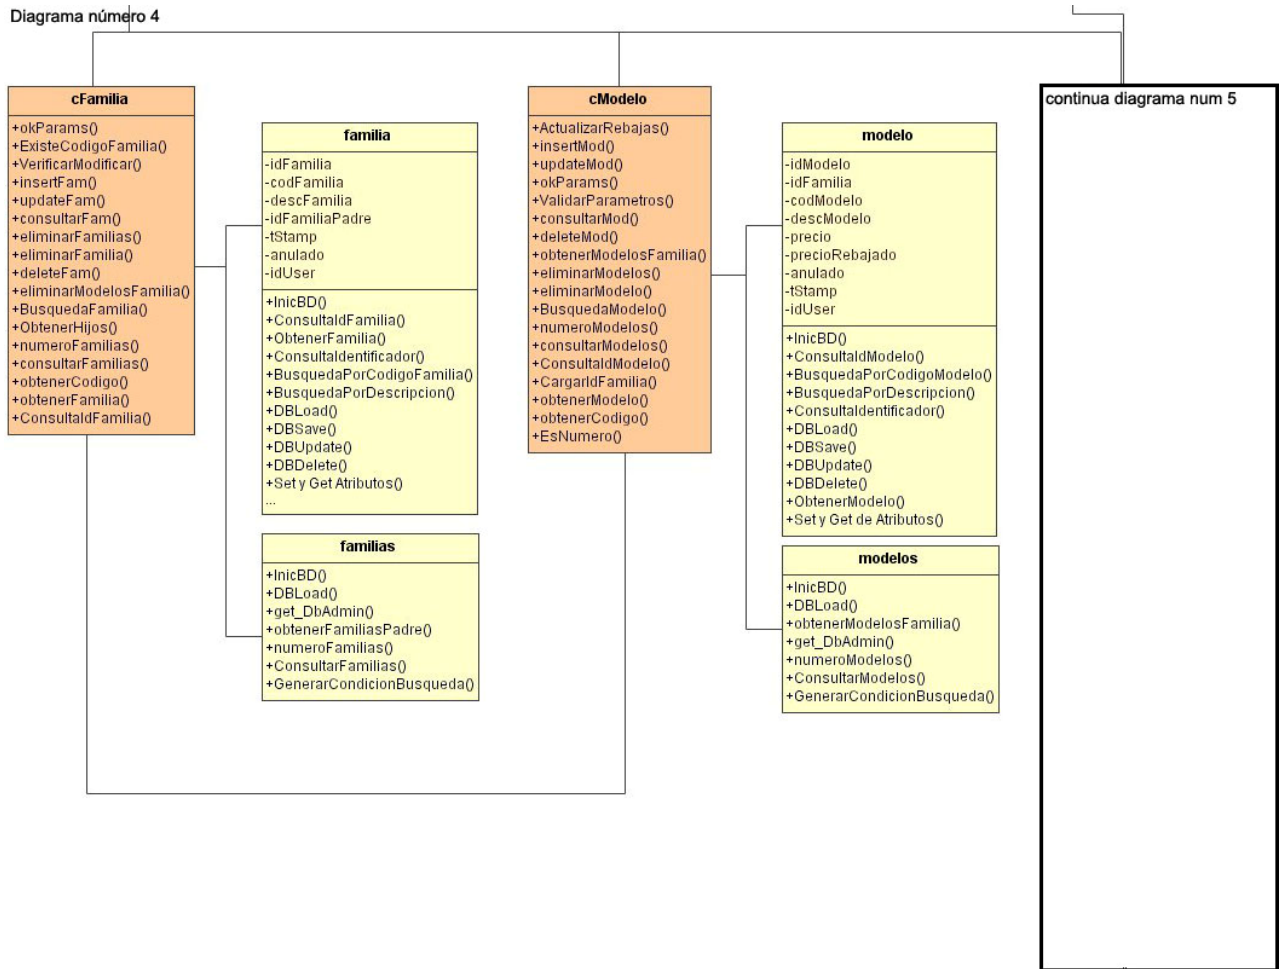 Diagrama número 4
cFamilia
+okParams()
+ExisteCodigoFamilia()
+VerificarModificar()
+insertFam()
+updateFam()
+consultarFam()
+eliminarFamilias()
+eliminarFamilia()
+deleteFam()
+eliminarModelosFamilia()
+BusquedaFamilia()
+ObtenerHijos()
+numeroFamilias()
+consultarFamilias()
+obtenerCodigo()
+obtenerFamilia()
+ConsultaIdFamilia()
familia
-idFamilia
-codFamilia
-descFamilia
-idFamiliaPadre
-tStamp
-anulado
-idUser
+InicBD()
+ConsultaIdFamilia()
+ObtenerFamilia()
+ConsultaIdentificador()
+BusquedaPorCodigoFamilia()
+BusquedaPorDescripcion()
+DBLoad()
+DBSave()
+DBUpdate()
+DBDelete()
+Set y Get Atributos()
...
familias
+InicBD()
+DBLoad()
+get_DbAdmin()
+obtenerFamiliasPadre()
+numeroFamilias()
+ConsultarFamilias()
+GenerarCondicionBusqueda()
cModelo
+ActualizarRebajas()
+insertMod()
+updateMod()
+okParams()
+ValidarParametros()
+consultarMod()
+deleteMod()
+obtenerModelosFamilia()
+eliminarModelos()
+eliminarModelo()
+BusquedaModelo()
+numeroModelos()
+consultarModelos()
+ConsultaIdModelo()
+CargarIdFamilia()
+obtenerModelo()
+obtenerCodigo()
+EsNumero()
modelo
-idModelo
-idFamilia
-codModelo
-descModelo
-precio
-precioRebajado
-anulado
-tStamp
-idUser
+InicBD()
+ConsultaIdModelo()
+BusquedaPorCodigoModelo()
+BusquedaPorDescripcion()
+ConsultaIdentificador()
+DBLoad()
+DBSave()
+DBUpdate()
+DBDelete()
+ObtenerModelo()
+Set y Get de Atributos()
modelos
+InicBD()
+DBLoad()
+obtenerModelosFamilia()
+get_DbAdmin()
+numeroModelos()
+ConsultarModelos()
+GenerarCondicionBusqueda()
continua diagrama num 5